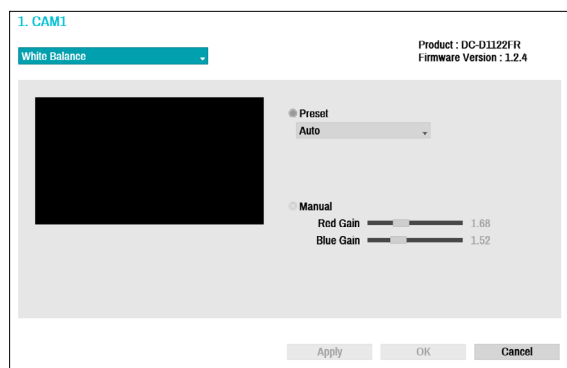 1. CAM1
White Balance
Product : DC-D1122FR
Firmware Version : 1.2.4
Preset
Auto
Manual
Red Gain 1.68
Blue Gain 1.52
Apply OK Cancel